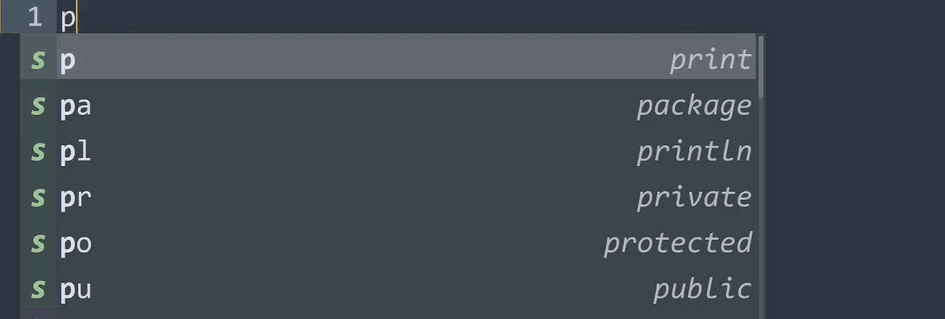 1 p
s p print
s pa package
s pl println
s pr private
s po protected
s pu public